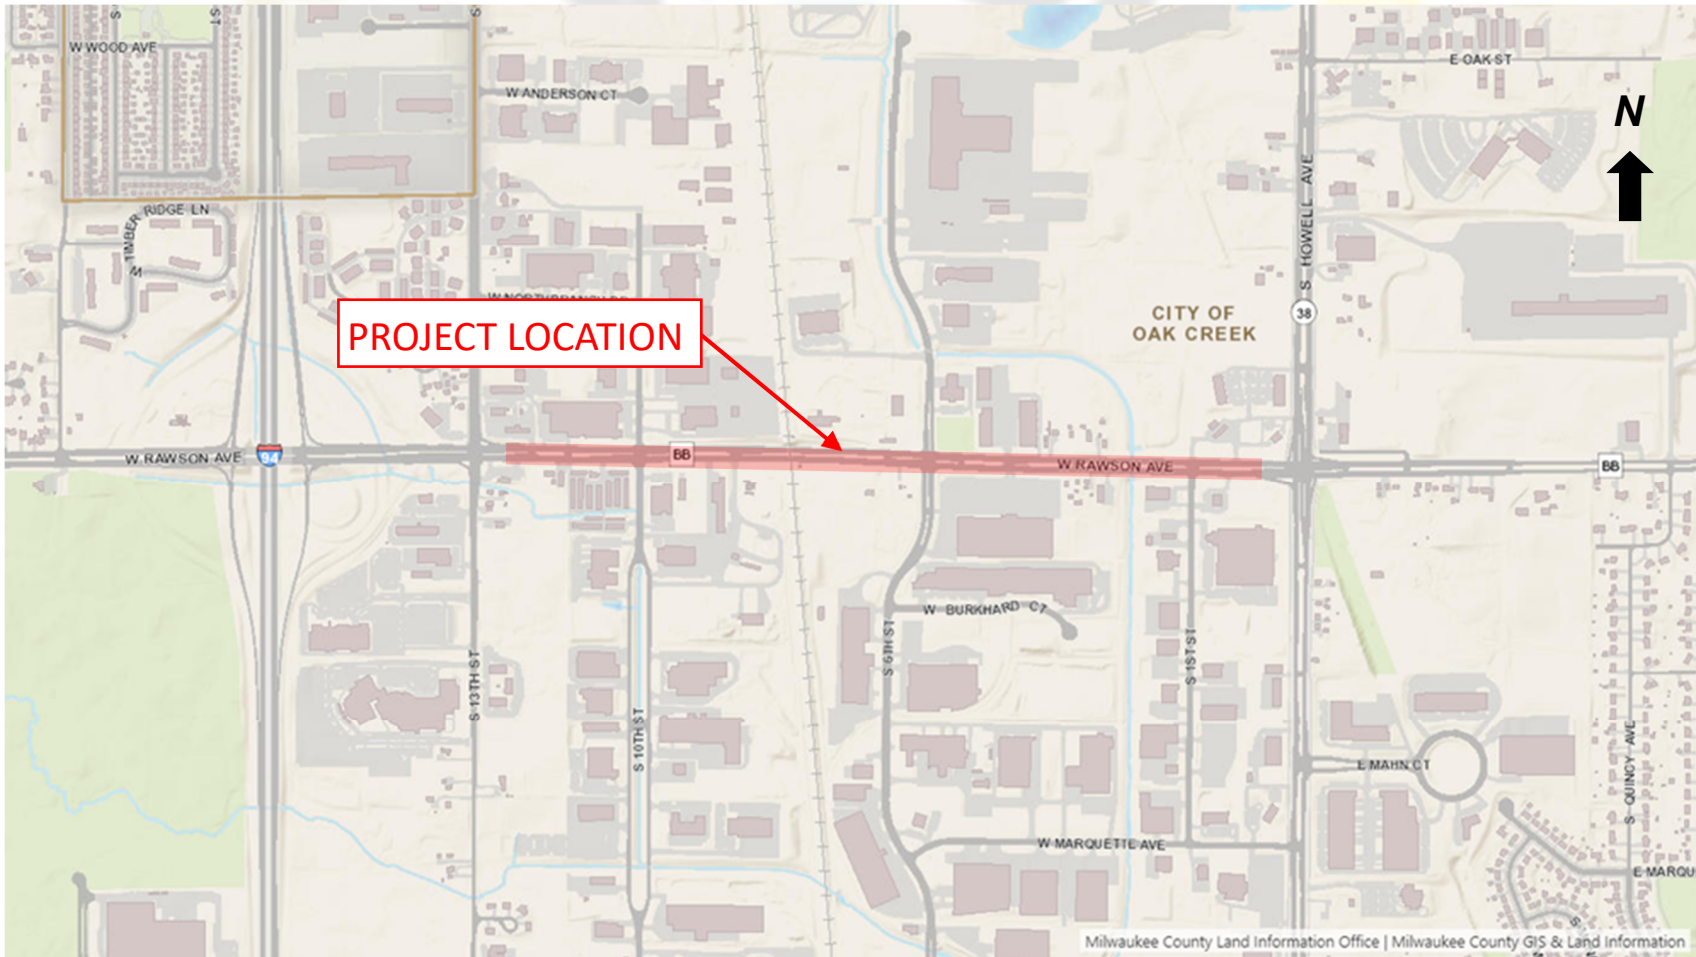 S
ST
S
W WOOD AVE
E OAK ST
W ANDERSON CT
N
W TIMBER RIDGE LN
S HOWELL AVE
CITY OF
OAK CREEK
38
PROJECT LOCATION
W RAWSON AVE
94
BB
W RAWSON AVE
BB
W BURKHARD CT
S 6TH ST
S 1ST ST
S 13TH ST
S 10TH ST
E MAHN CT
S QUINCY AVE
W MARQUETTE AVE
E MARQU
S
Milwaukee County Land Information Office | Milwaukee County GIS & Land Information